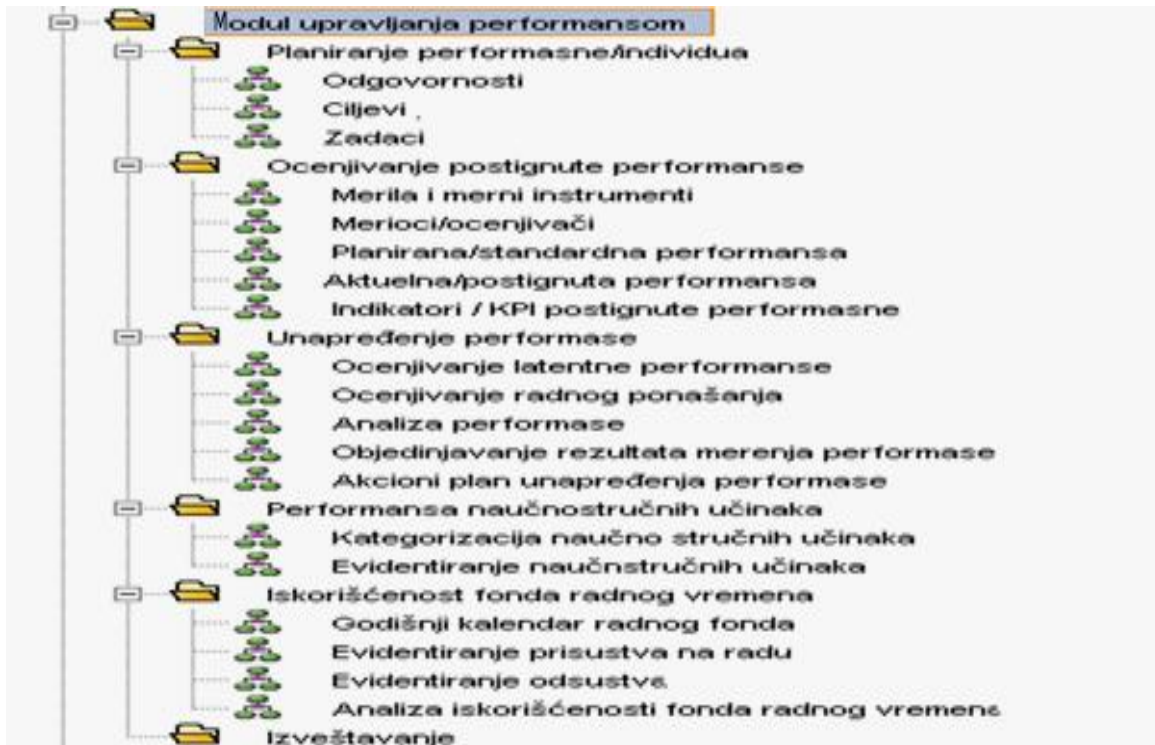 Modul upravljanja performansom
Planiranje performasne/individua
Odgovornosti
Ciljevi .
Zadaci
Ocenjivanje postignute performanse
Merila i merni instrumenti
Merioci/ocenjivači
Planirana/standardna performansa
Aktuelna/postignuta performansa
Indikatori / KPI postignute performasne
Unapređenje performase
Ocenjivanje latentne performanse
Ocenjivanje radnog ponašanja
Analiza performase
Objedinjavanje rezultata merenja performase
Akcioni plan unapređenja performase
Performansa naučnostručnih učinaka
Kategorizacija naučno stručnih učinaka
Evidentiranje naučnstručnih učinaka
Iskorišćenost fonda radnog vremena
Godišnji kalendar radnog fonda
Evidentiranje prisustva na radu
Evidentiranje odsustva
Analiza iskorišćenosti fonda radnog vremena
Izveštavanje